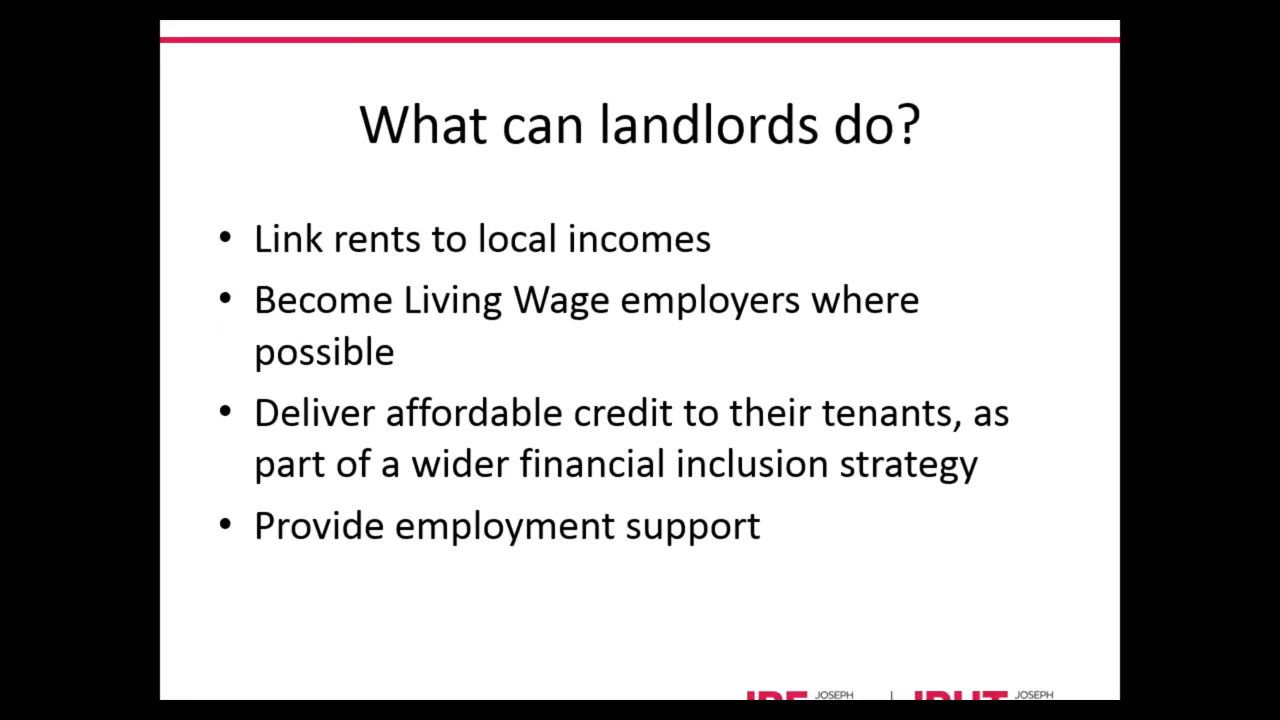 What can landlords do?
• Link rents to local incomes
• Become Living Wage employers where
possible
• Deliver affordable credit to their tenants, as
part of a wider financial inclusion strategy
• Provide employment support
JOSEPH
JOSEPH